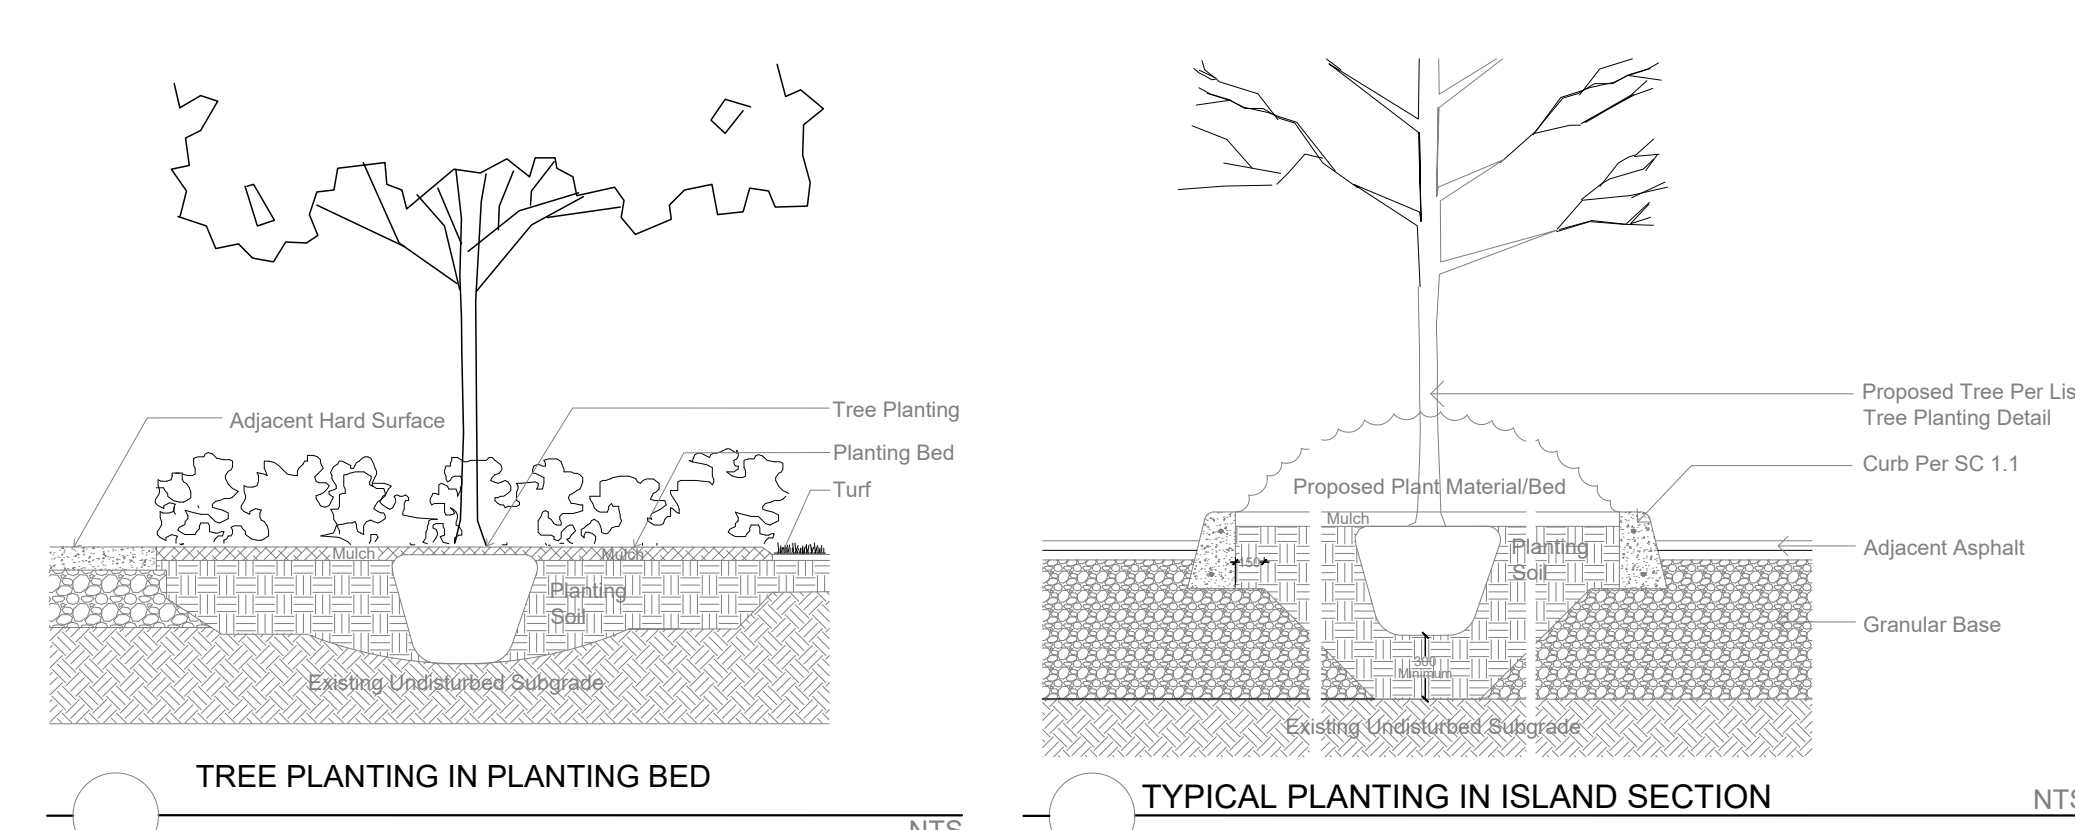 Adjacent Hard Surface
Tree Planting
Planting Bed
Turf
Mulch
Mulch
Planting
Soil
Existing Undisturbed Subgrade
TREE PLANTING IN PLANTING BED
NTS
Proposed Tree Per Lis
Tree Planting Detail
Curb Per SC 1.1
Proposed Plant Material/Bed
Mulch
Planting
Soil
Adjacent Asphalt
150
Granular Base
300
Minimum
Existing Undisturbed Subgrade
TYPICAL PLANTING IN ISLAND SECTION
NTS